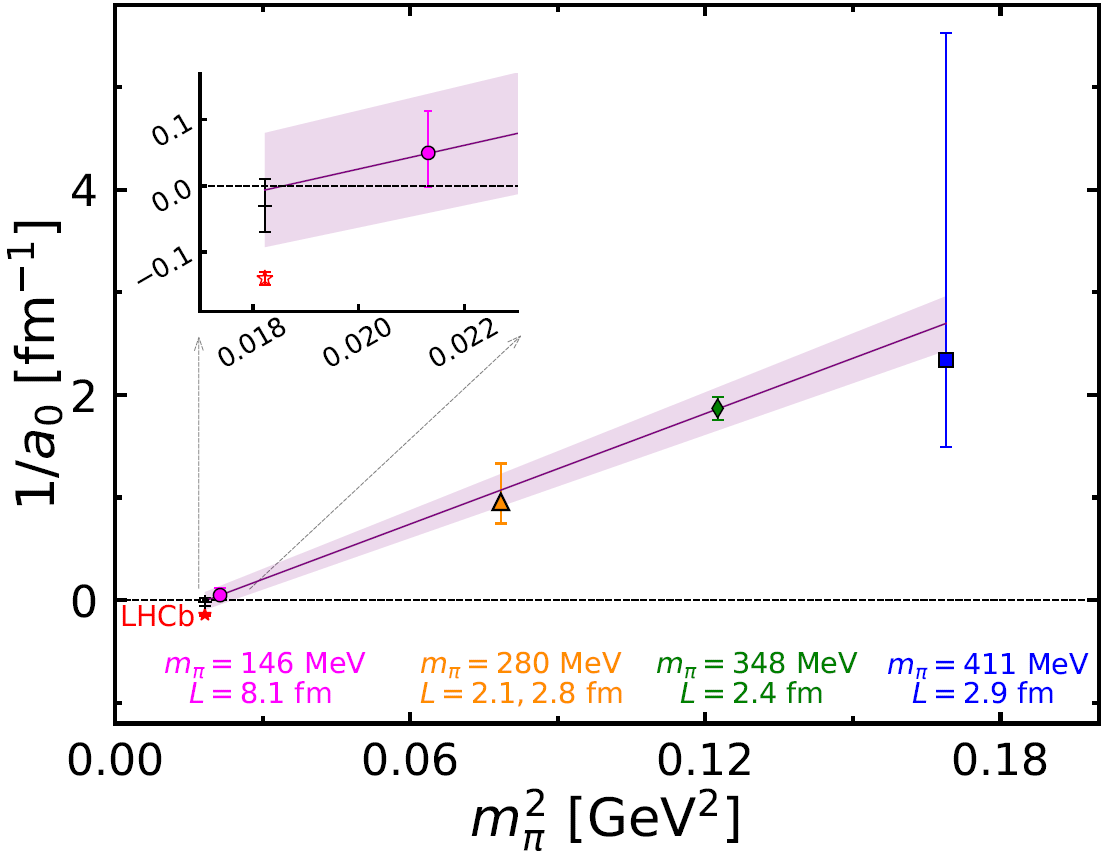 1/a₀ [fm⁻¹]
4
2
0
0.1
0.0
−0.1
0.018 0.020 0.022
LHCb
mπ = 146 MeV
L = 8.1 fm
mπ = 280 MeV
L = 2.1, 2.8 fm
mπ = 348 MeV
L = 2.4 fm
mπ = 411 MeV
L = 2.9 fm
0.00 0.06 0.12 0.18
m²π [GeV²]